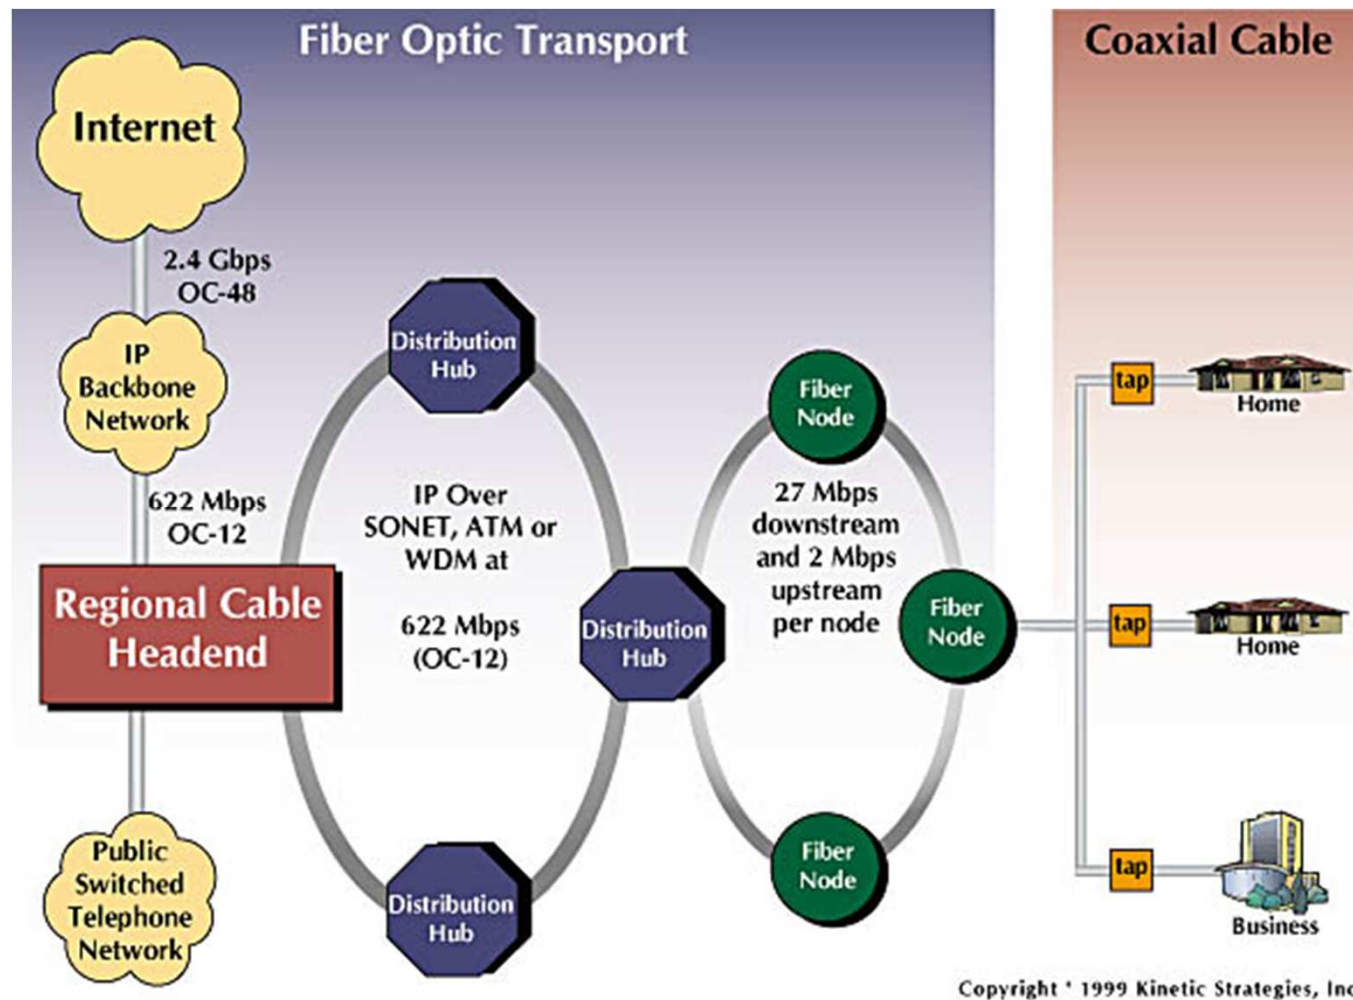 Fiber Optic Transport
Coaxial Cable
Internet
2.4 Gbps
OC-48
IP
Backbone
Network
622 Mbps
OC-12
Regional Cable
Headend
Public
Switched
Telephone
Network
Distribution
Hub
IP Over
SONET, ATM or
WDM at
622 Mbps
(OC-12)
Distribution
Hub
Distribution
Hub
Fiber
Node
27 Mbps
downstream
and 2 Mbps
upstream
per node
Fiber
Node
Fiber
Node
tap
Home
tap
Home
tap
Business
Copyright ' 1999 Kinetic Strategies, Inc